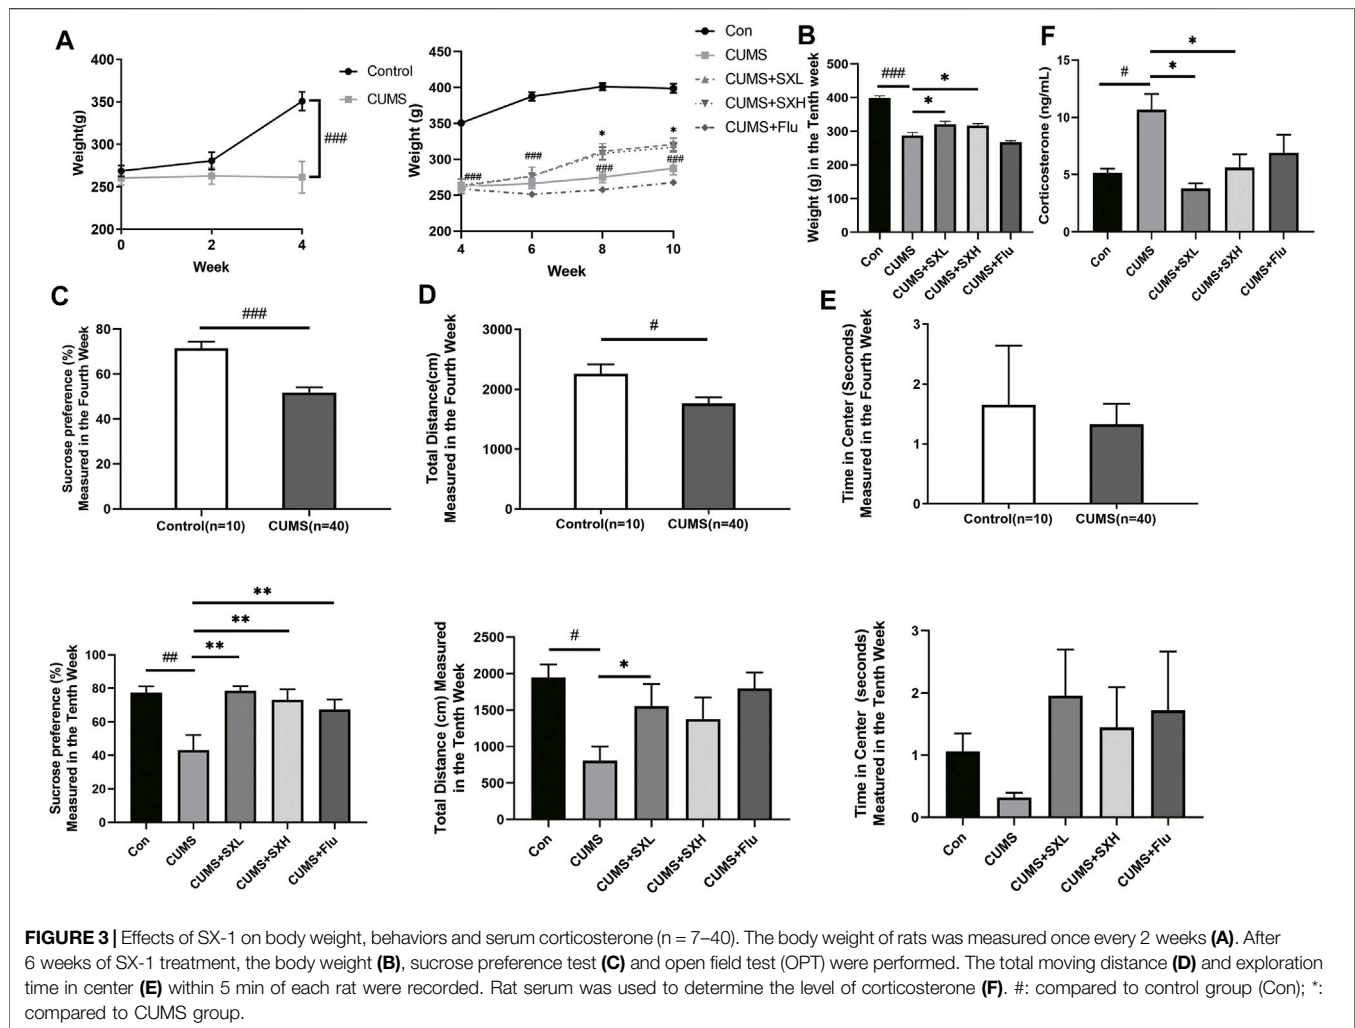 A
400
350
300
250
200
Weight(g)
0
2
4
Week
Control
CUMS
###
450
400
350
300
250
200
Weight (g)
4
6
8
10
Week
###
###
*
###
*
###
Con
CUMS
CUMS+SXL
CUMS+SXH
CUMS+Flu
B
Weight (g) in the Tenth week
500
400
300
200
100
0
###
*
*
Con
CUMS
CUMS+SXL
CUMS+SXH
CUMS+Flu
F
Corticosterone (ng/mL)
15
10
5
0
#
*
*
Con
CUMS
CUMS+SXL
CUMS+SXH
CUMS+Flu
C
Sucrose preference (%)
Measured in the Fourth Week
80
60
40
20
0
###
Control(n=10)
CUMS(n=40)
D
Total Distance(cm)
Measured in the Fourth Week
3000
2000
1000
0
#
Control(n=10)
CUMS(n=40)
E
Time in Center (Seconds)
Measured in the Fourth Week
3
2
1
0
Control(n=10)
CUMS(n=40)
Sucrose preference (%)
Measured in the Tenth Week
100
80
60
40
20
0
##
**
**
**
Con
CUMS
CUMS+SXL
CUMS+SXH
CUMS+Flu
Total Distance (cm) Measured
in the Tenth Week
2500
2000
1500
1000
500
0
#
*
Con
CUMS
CUMS+SXL
CUMS+SXH
CUMS+Flu
Time in Center (seconds)
Meatured in the Tenth Week
3
2
1
0
Con
CUMS
CUMS+SXL
CUMS+SXH
CUMS+Flu
FIGURE 3 | Effects of SX-1 on body weight, behaviors and serum corticosterone (n = 7–40). The body weight of rats was measured once every 2 weeks (A). After
6 weeks of SX-1 treatment, the body weight (B), sucrose preference test (C) and open field test (OPT) were performed. The total moving distance (D) and exploration
time in center (E) within 5 min of each rat were recorded. Rat serum was used to determine the level of corticosterone (F). #: compared to control group (Con); *:
compared to CUMS group.